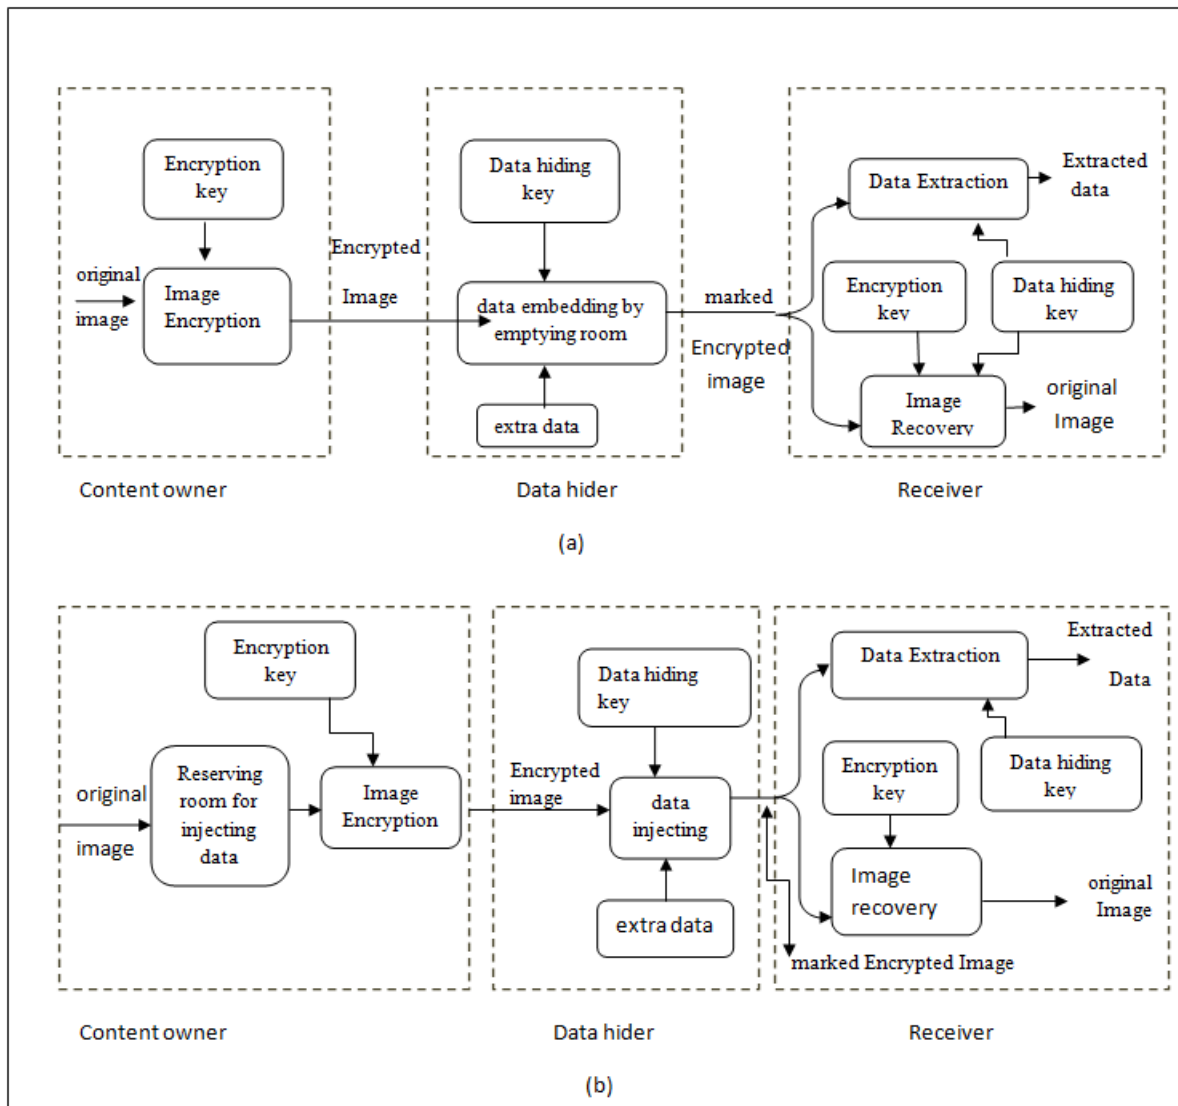 Encryption
key
original
image
Image
Encryption
Encrypted
Image
Data hiding
key
data embedding by
emptying room
extra data
marked
Encrypted
image
Data Extraction
Extracted
data
Encryption
key
Data hiding
key
Image
Recovery
original
Image
Content owner
Data hider
Receiver
(a)
Encryption
key
original
image
Reserving
room for
injecting
data
Image
Encryption
Encrypted
image
Data hiding
key
data
injecting
extra data
Data Extraction
Extracted
Data
Encryption
key
Data hiding
key
Image
recovery
original
Image
marked Encrypted Image
Content owner
Data hider
Receiver
(b)